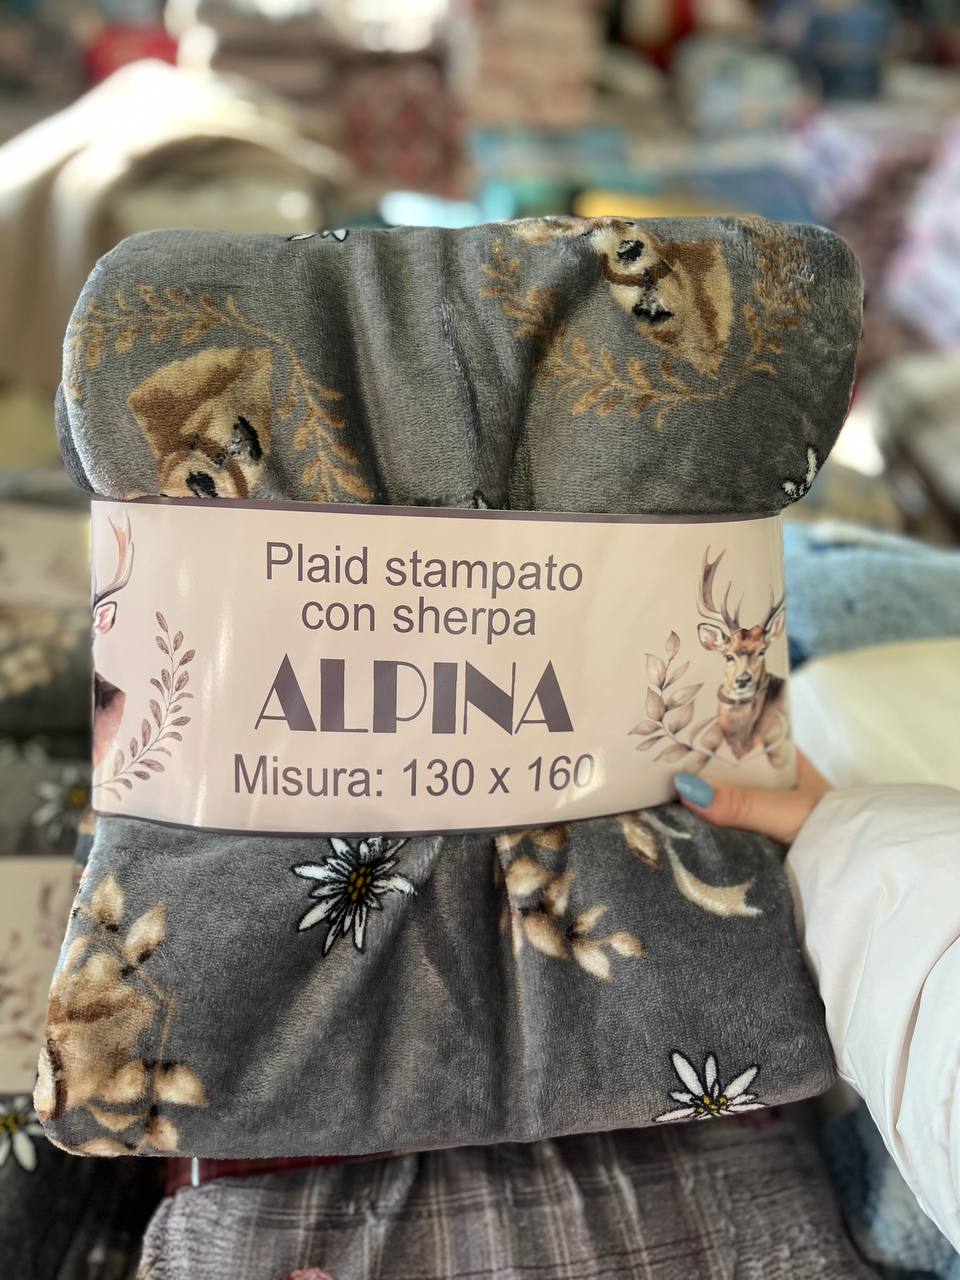 Plaid stampato
con sherpa
ALPINA
Misura: 130 x 160